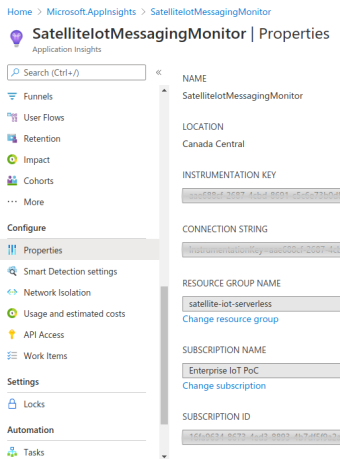 Home > Microsoft.AppInsights > SatelliteIotMessagingMonitor
SatelliteIotMessagingMonitor | Properties
Application Insights
Search (Ctrl+/)
«
Funnels
User Flows
Retention
Impact
Cohorts
More
Configure
Properties
Smart Detection settings
Network Isolation
Usage and estimated costs
API Access
Work Items
Settings
Locks
Automation
Tasks
NAME
SatelliteIotMessagingMonitor
LOCATION
Canada Central
INSTRUMENTATION KEY
CONNECTION STRING
RESOURCE GROUP NAME
satellite-iot-serverless
Change resource group
SUBSCRIPTION NAME
Enterprise IoT PoC
Change subscription
SUBSCRIPTION ID